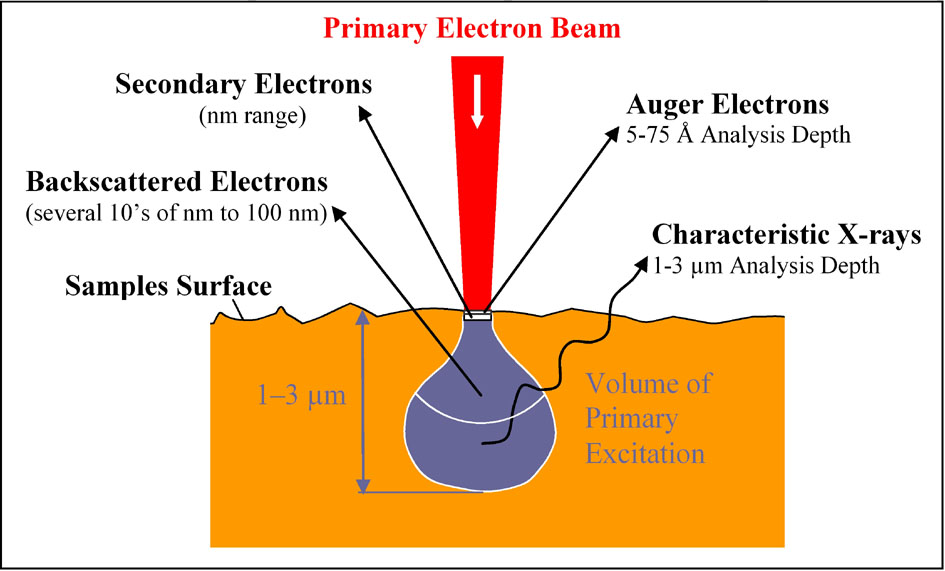 Primary Electron Beam
Secondary Electrons
(nm range)
Auger Electrons
5-75 Å Analysis Depth
Backscattered Electrons
(several 10’s of nm to 100 nm)
Characteristic X-rays
1-3 µm Analysis Depth
Samples Surface
1–3 µm
Volume of
Primary
Excitation